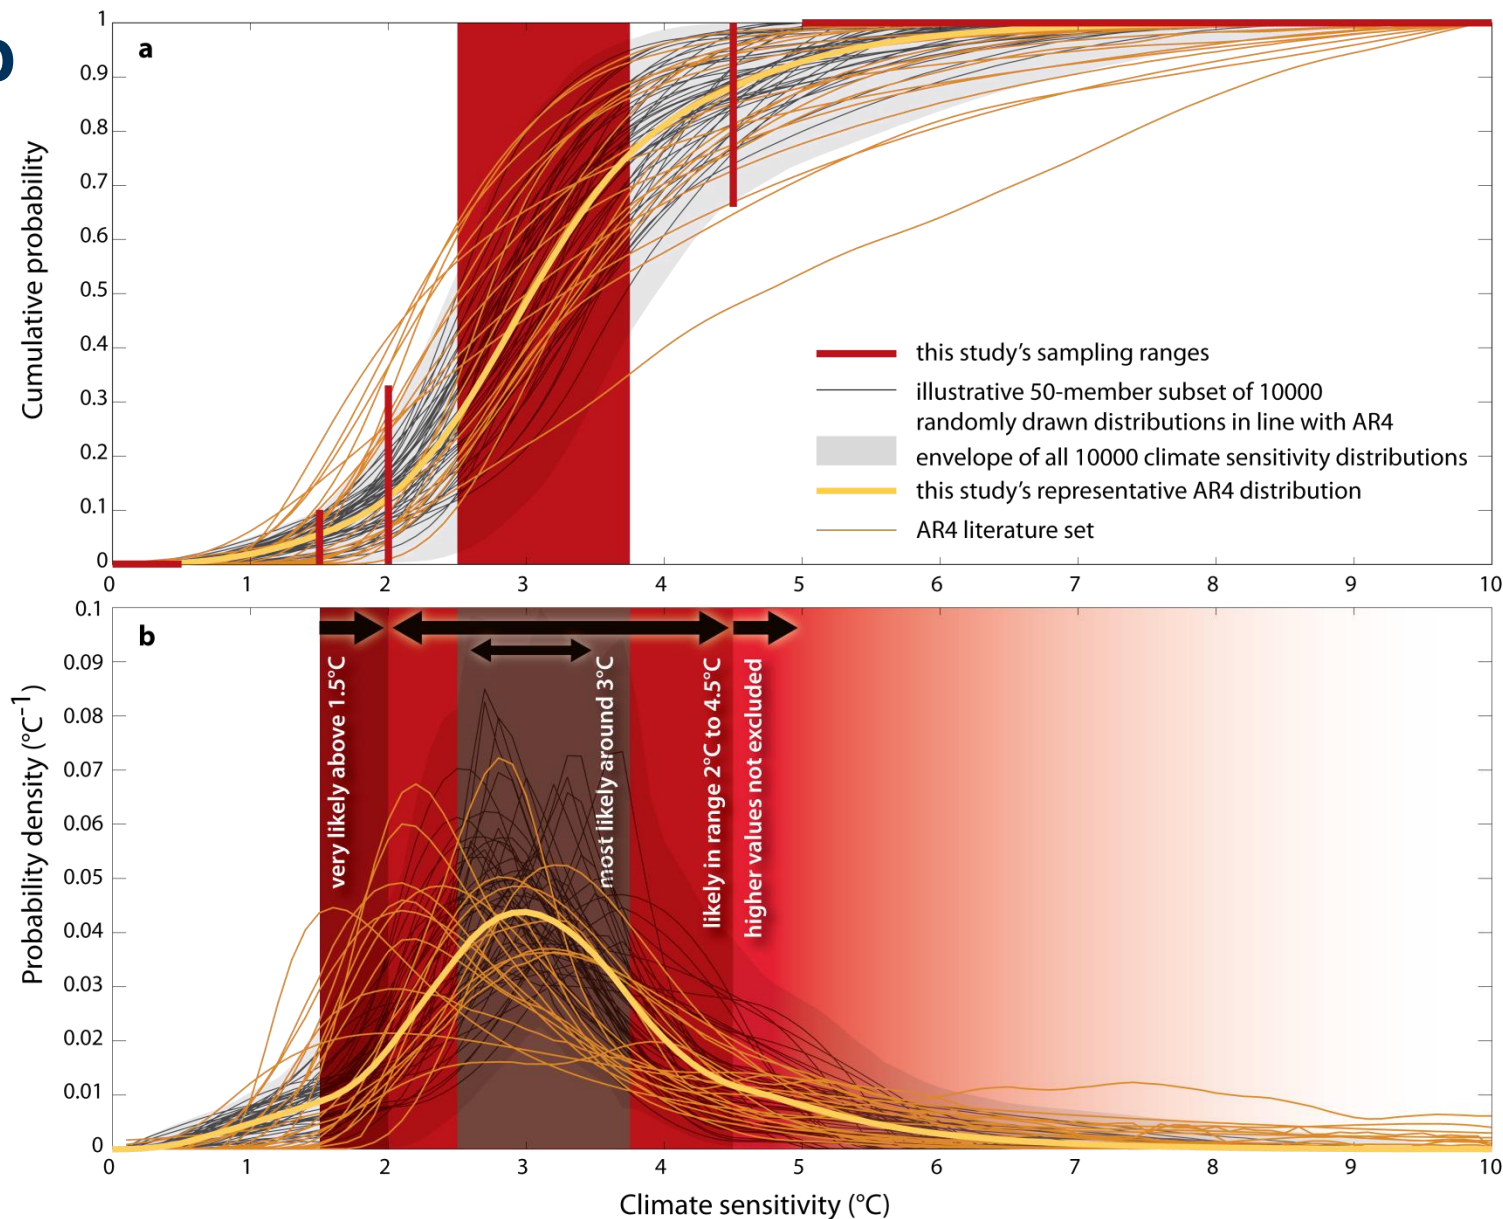 a
1
0.9
0.8
0.7
0.6
0.5
0.4
0.3
0.2
0.1
0
Cumulative probability
this study's sampling ranges
illustrative 50-member subset of 10000
randomly drawn distributions in line with AR4
envelope of all 10000 climate sensitivity distributions
this study's representative AR4 distribution
AR4 literature set
0 1 2 3 4 5 6 7 8 9 10
b
0.1
0.09
0.08
0.07
0.06
0.05
0.04
0.03
0.02
0.01
0
Probability density (°C⁻¹)
very likely above 1.5°C
most likely around 3°C
likely in range 2°C to 4.5°C
higher values not excluded
0 1 2 3 4 5 6 7 8 9 10
Climate sensitivity (°C)